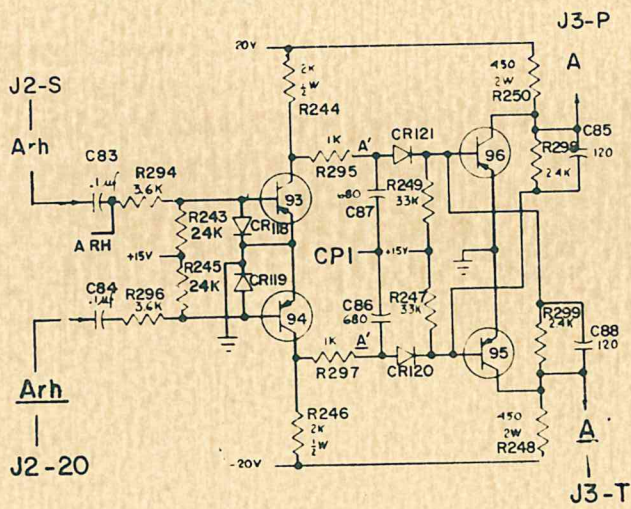 J3-P
20V
A
J2-S
2K
½W
R244
450
2W
R250
Arh
C83
.1μf
R294
3.6K
1K
A'
CR121
R295
96
R298
24K
C85
120
93
R243
24K
CR118
680
C87
R249
33K
A RH
+15V
CP1
+15V
R245
24K
CR119
C84
.1μf
R296
3.6K
94
C86
680
R247
33K
R299
24K
C88
120
1K
A'
95
R297
CR120
Arh
R246
2K
½W
450
2W
R248
A
-20V
J2-20
J3-T